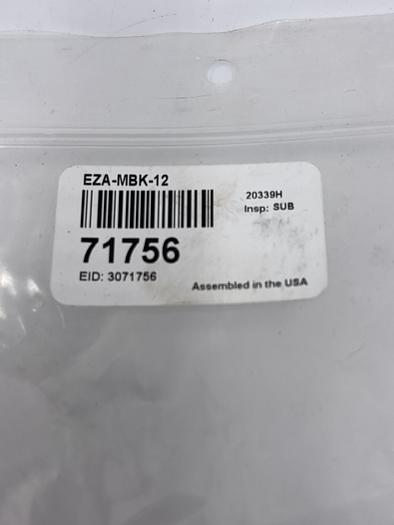 EZA-MBK-12
20339H
Insp: SUB
71756
EID: 3071756
Assembled in the USA